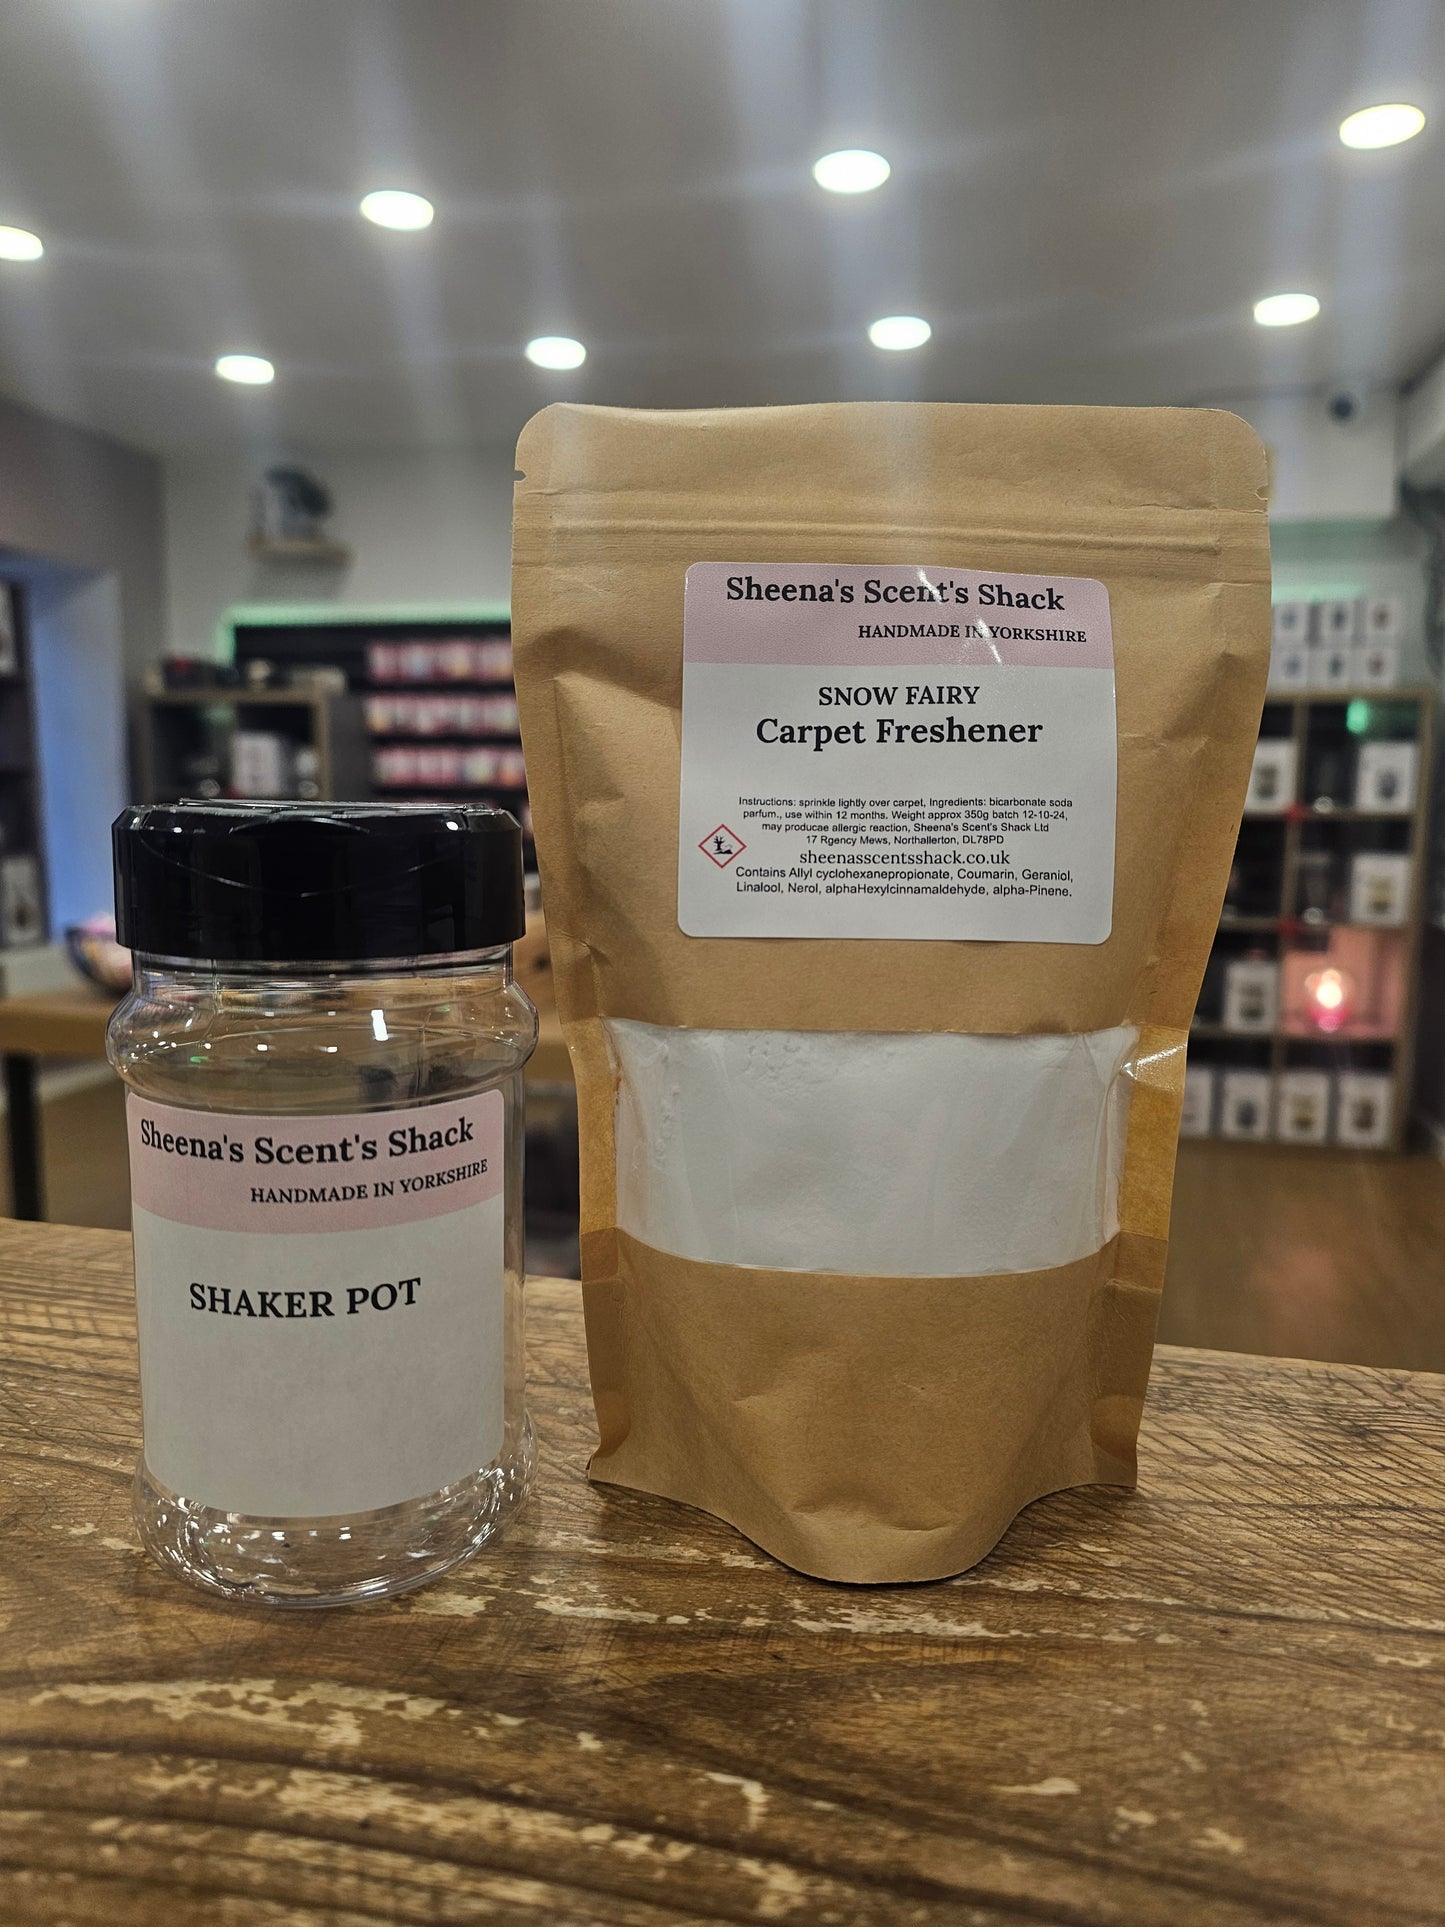 Sheena's Scent's Shack
HANDMADE IN YORKSHIRE
SNOW FAIRY
Carpet Freshener
Instructions: sprinkle lightly over carpet, Ingredients: bicarbonate soda
parfum., use within 12 months. Weight approx 350g batch 12-10-24,
may producae allergic reaction, Sheena's Scent's Shack Ltd
17 Rgency Mews, Northallerton, DL78PD
sheenasscentsshack.co.uk
Contains Allyl cyclohexanepropionate, Coumarin, Geraniol,
Linalool, Nerol, alphaHexylcinnamaldehyde, alpha-Pinene.
Sheena's Scent's Shack
HANDMADE IN YORKSHIRE
SHAKER POT